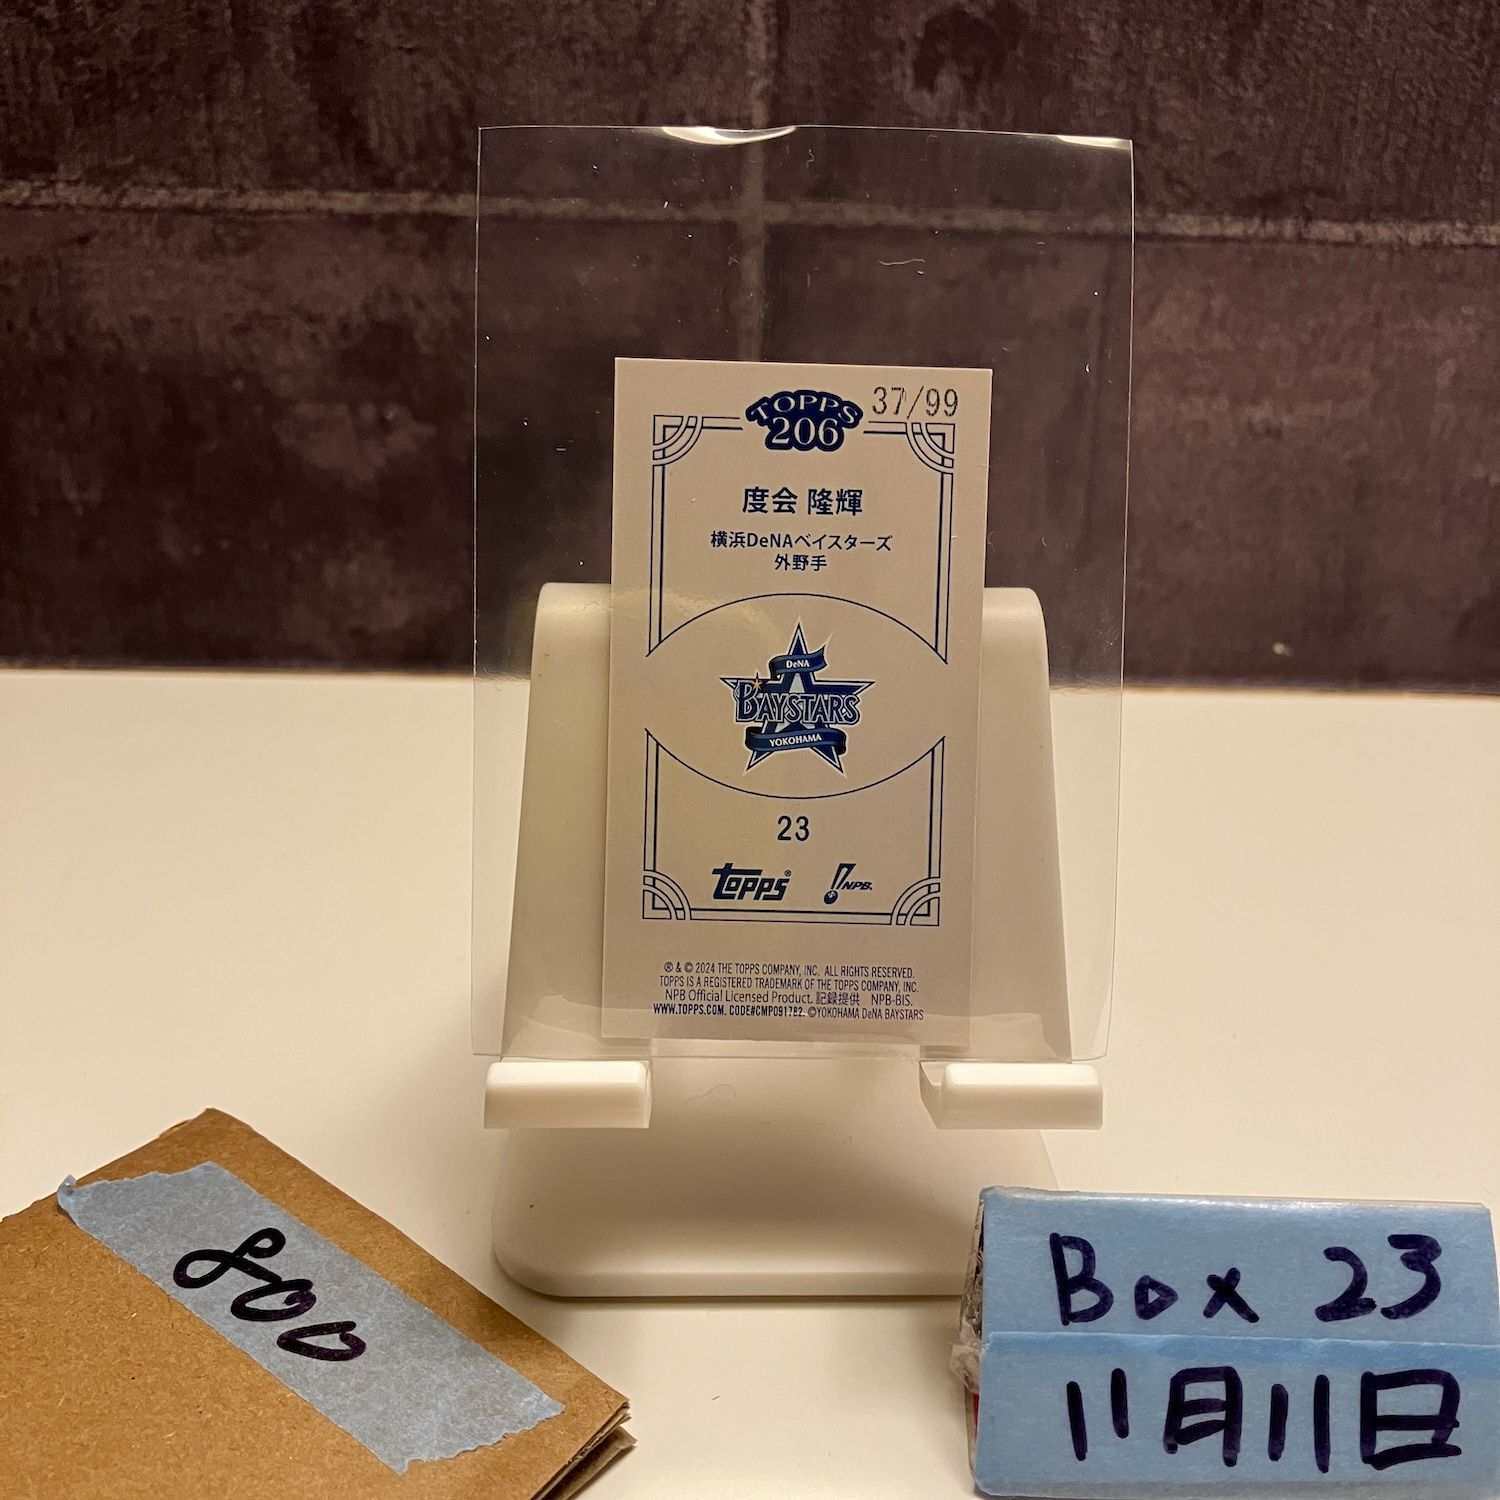 TOPPS 37/99
206
度会 隆輝
横浜DeNAベイスターズ
外野手
DeNA
BAYSTARS
YOKOHAMA
23
topps® NPB.
® & © 2024 THE TOPPS COMPANY, INC. ALL RIGHTS RESERVED.
TOPPS IS A REGISTERED TRADEMARK OF THE TOPPS COMPANY, INC.
NPB Official Licensed Product. 記録提供 NPB-BIS.
WWW.TOPPS.COM. CODE#CMP091782. ©YOKOHAMA DeNA BAYSTARS
800
Box 23
11月11日